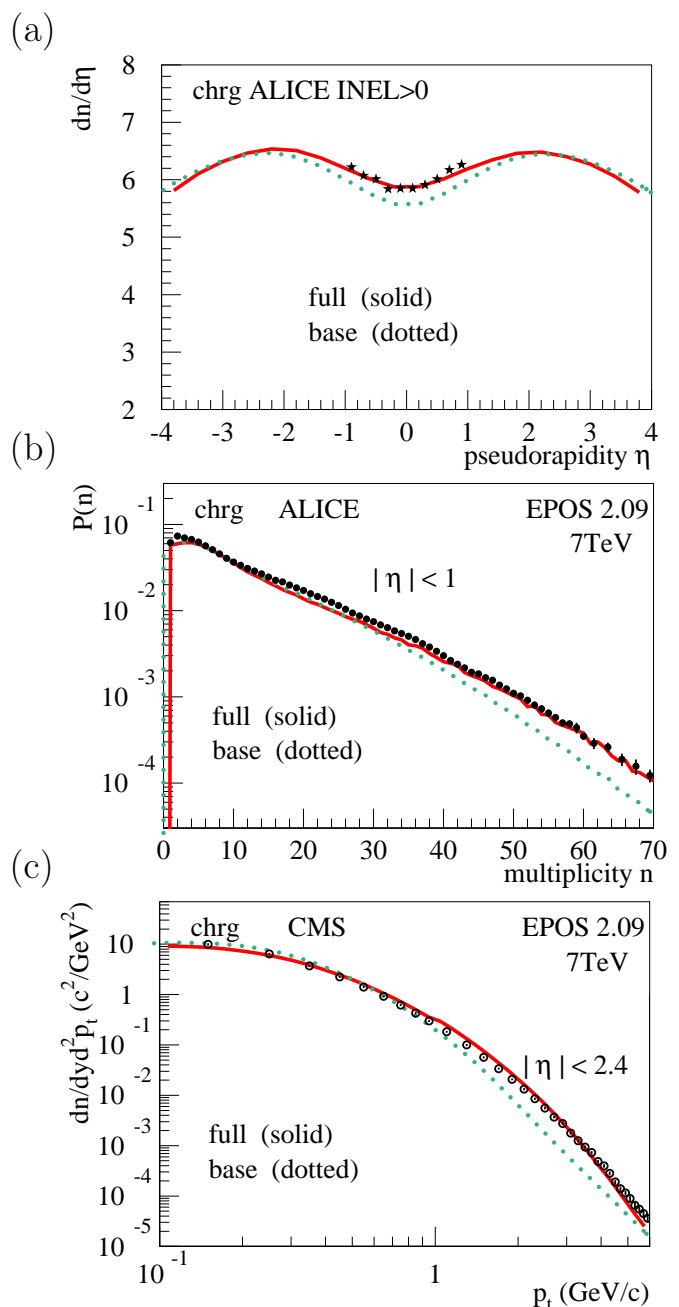 (a)
dn/dη
8
7
6
5
4
3
2
chrg ALICE INEL>0
full (solid)
base (dotted)
-4 -3 -2 -1 0 1 2 3 4
pseudorapidity η
(b)
P(n)
10^-1
10^-2
10^-3
10^-4
chrg ALICE EPOS 2.09
7TeV
| η | < 1
full (solid)
base (dotted)
0 10 20 30 40 50 60 70
multiplicity n
(c)
dn/dyd²p_t (c²/GeV²)
10
1
10^-1
10^-2
10^-3
10^-4
10^-5
chrg CMS EPOS 2.09
7TeV
| η | < 2.4
full (solid)
base (dotted)
10^-1 1
p_t (GeV/c)